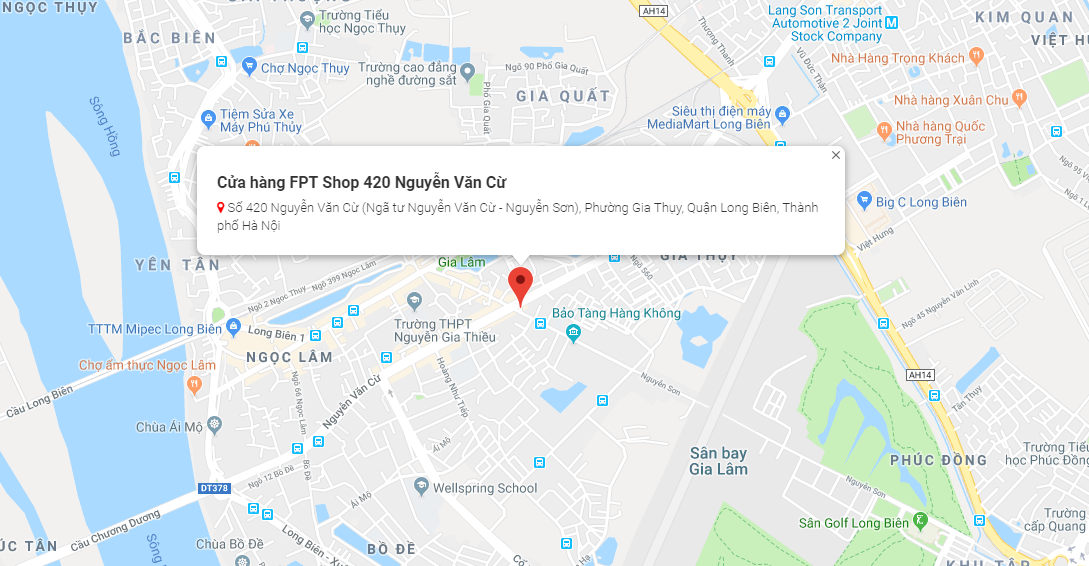 NGỌC THỤY
AH14
Lang Son Transport
Automotive 2 Joint
Stock Company
KIM QUAN
Trường Tiểu
học Ngọc Thụy
BẮC BIÊN
VIỆT HƯ
Thượng Thanh
Vũ Đức Thận
Nhà Hàng Trong Khách
Chợ Ngọc Thụy
Trường cao đẳng
nghề đường sắt
Ngõ 90 Phố Gia Quất
Phố Gia Quất
GIA QUẤT
Nhà hàng Xuân Chu
Sông Hồng
Tiệm Sửa Xe
Máy Phú Thủy
Siêu thị điện máy
MediaMart Long Biên
Nhà hàng Quốc
Phương Trại
Cửa hàng FPT Shop 420 Nguyễn Văn Cừ
Số 420 Nguyễn Văn Cừ (Ngã tư Nguyễn Văn Cừ - Nguyễn Sơn), Phường Gia Thụy, Quận Long Biên, Thành
phố Hà Nội
Big C Long Biên
Việt Hưng
YÊN TÂN
Gia Lâm
Ngõ 399 Ngọc Lâm
Ngõ 2 Ngọc Thụy
Ngõ 560
GIA THỤY
Ngõ 45 Nguyễn Văn Linh
TTTM Mipec Long Biên
Long Biên 1
Trường THPT
Nguyễn Gia Thiều
Bảo Tàng Hàng Không
NGỌC LÂM
Chợ ẩm thực Ngọc Lâm
Cầu Long Biên
Ngõ 66 Ngọc Lâm
Nguyễn Văn Cừ
Hoàng Như Tiếp
Nguyễn Sơn
AH14
Tân Thụy
Chùa Ái Mộ
Ái Mộ
Sân bay
Gia Lâm
PHÚC ĐỒNG
Trường Tiểu
học Phúc Đồng
Ngõ 12 Bồ Đề
Bồ Đề
ĐT378
Ái Mộ
Wellspring School
Nguyễn Sơn
Trường
cấp Quang
Sân Golf Long Biên
Cầu Chương Dương
ÚC TÂN
Sông
Chùa Bồ Đề
Long Biên - Xu
BỒ ĐỀ
KHU TẬP